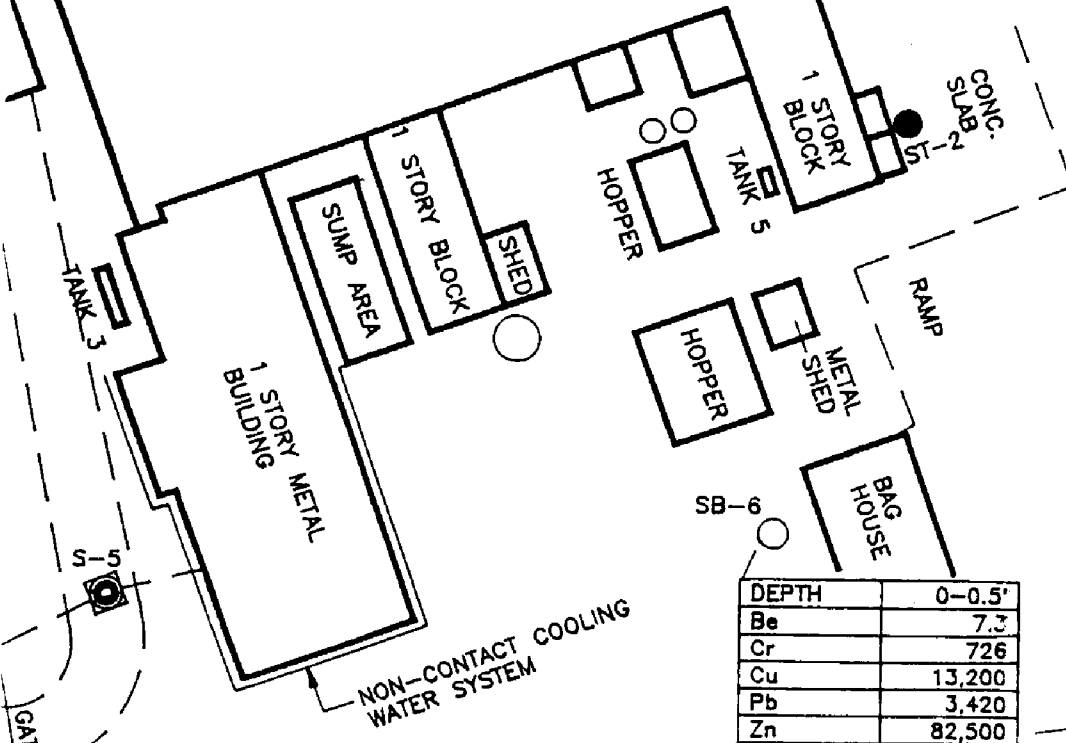 CONC.
SLAB
ST-2
1 STORY
BLOCK
TANK 5
HOPPER
1 STORY BLOCK
SUMP AREA
SHED
TANK 3
RAMP
HOPPER
METAL
SHED
1 STORY METAL
BUILDING
BAG
HOUSE
SB-6
S-5
DEPTH 0-0.5'
Be 7.3
Cr 726
Cu 13,200
Pb 3,420
Zn 82,500
NON-CONTACT COOLING
WATER SYSTEM